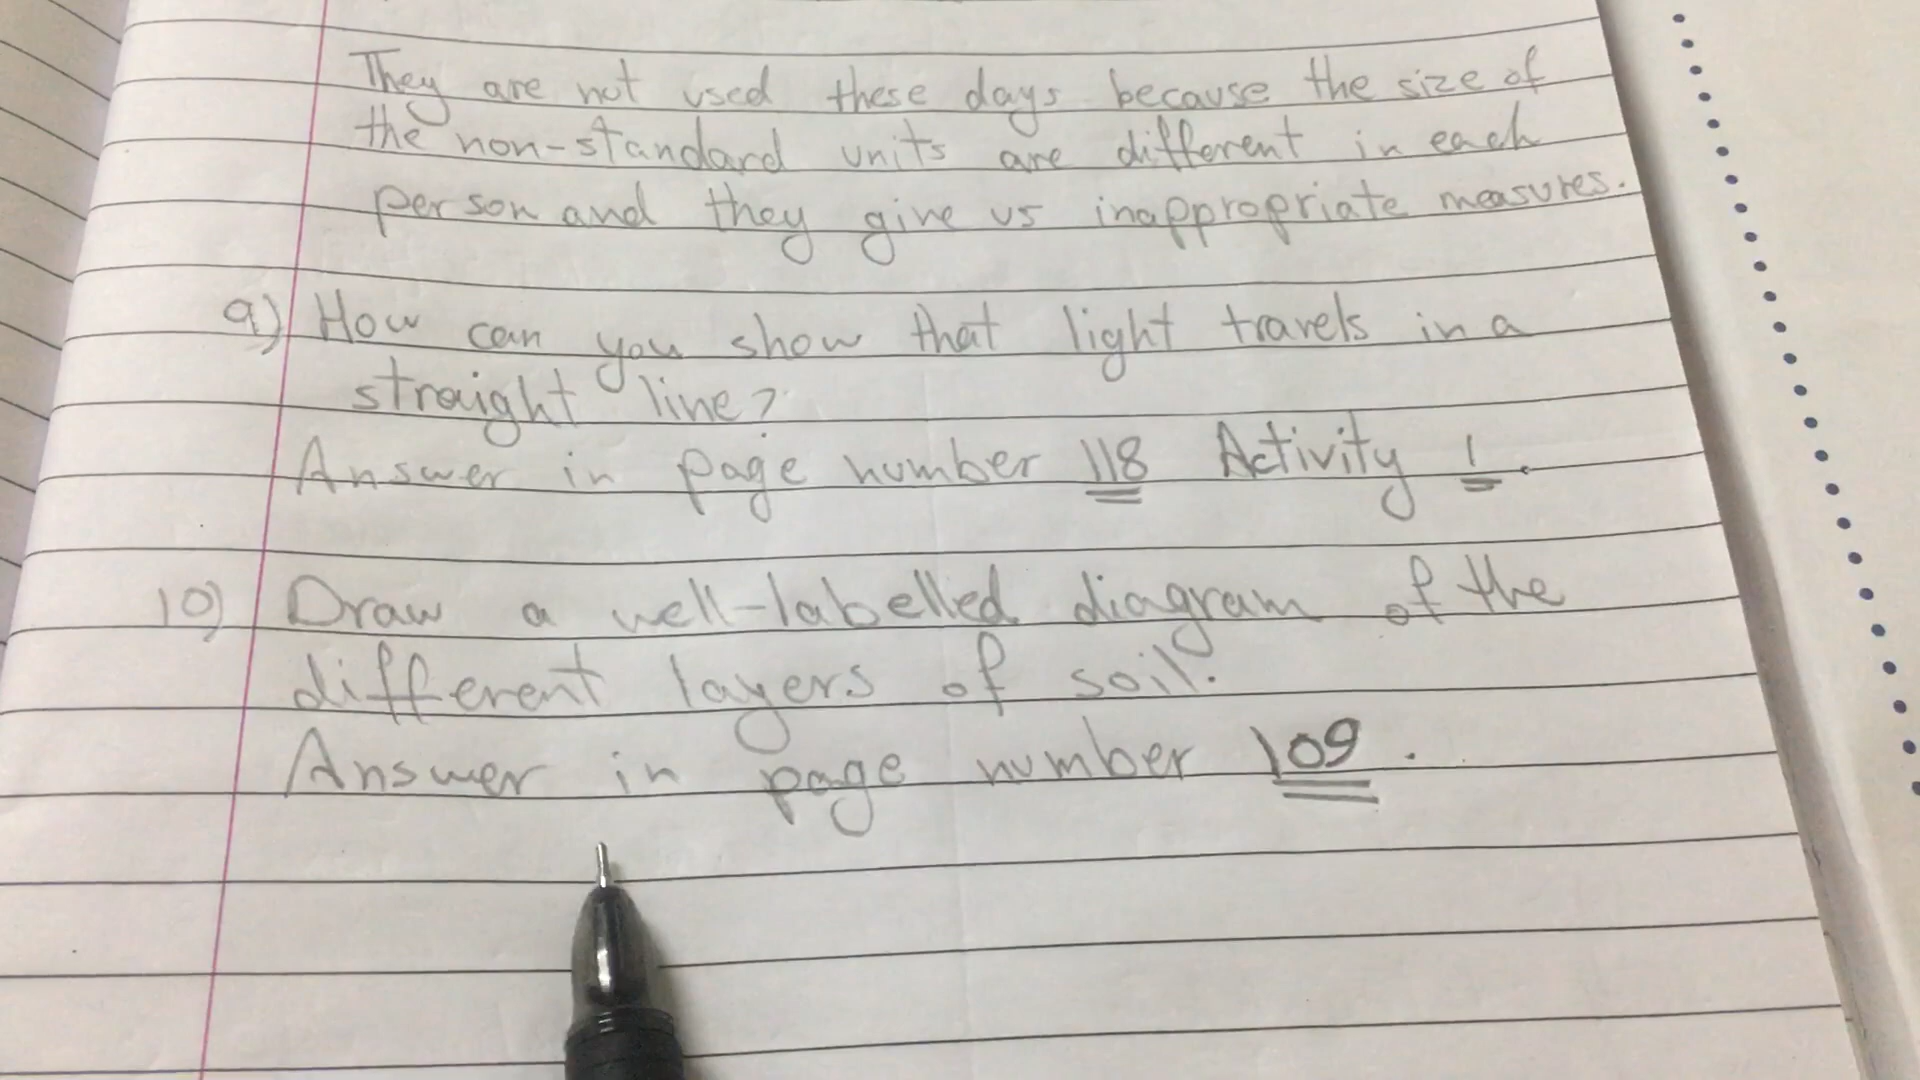 They are not used these days because the size of
the non-standard units are different in each
person and they give us inappropriate measures.
9) How can you show that light travels in a
straight line?
Answer in page number 118 Activity 1.
10) Draw a well-labelled diagram of the
different layers of soil.
Answer in page number 109.